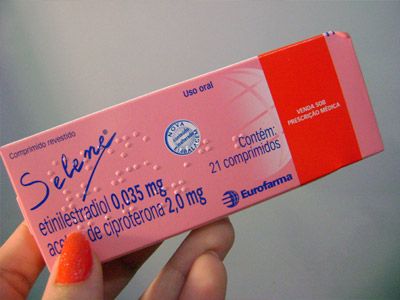 Comprimido revestido
Uso oral
Selene®
NOVA
etinilestradiol 0,035 mg
acetato de ciproterona 2,0 mg
Contém:
21 comprimidos
Eurofarma
VENDA SOB
PRESCRIÇÃO MÉDICA